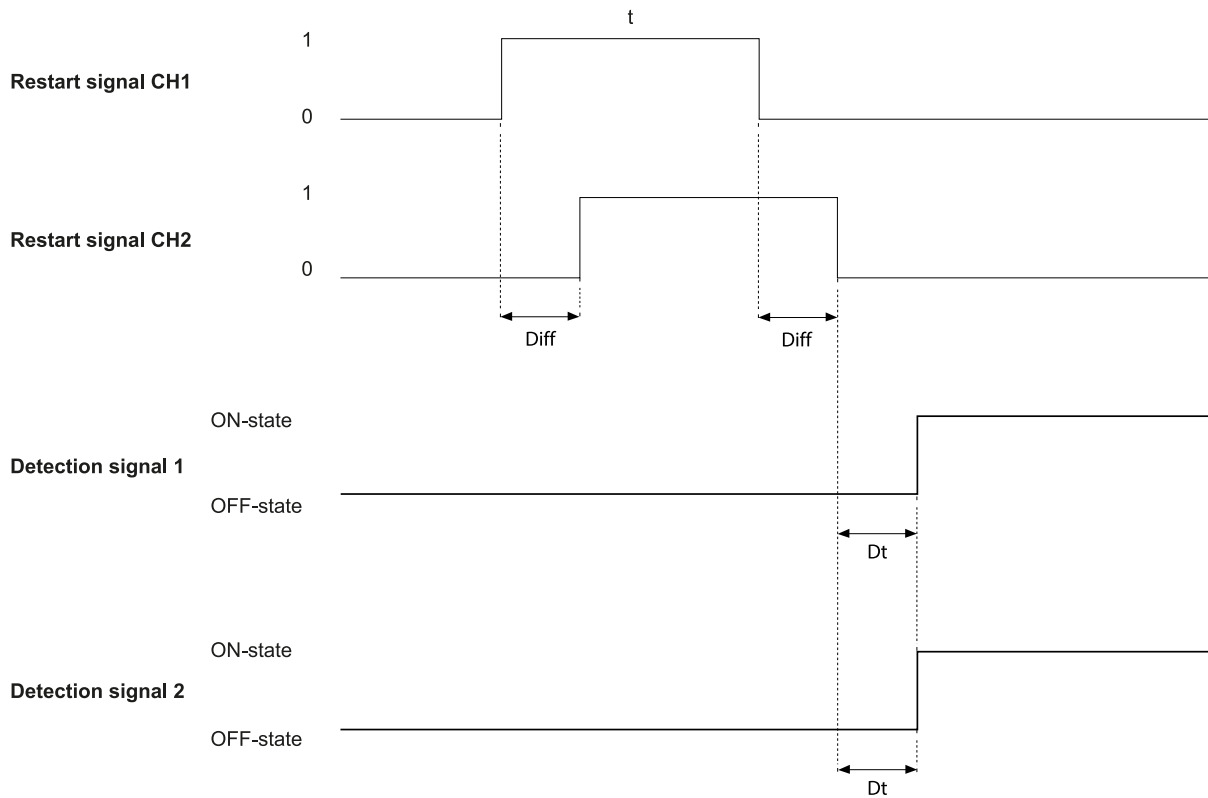 t
1
Restart signal CH1
0
1
Restart signal CH2
0
Diff Diff
ON-state
Detection signal 1
OFF-state
Dt
ON-state
Detection signal 2
OFF-state
Dt